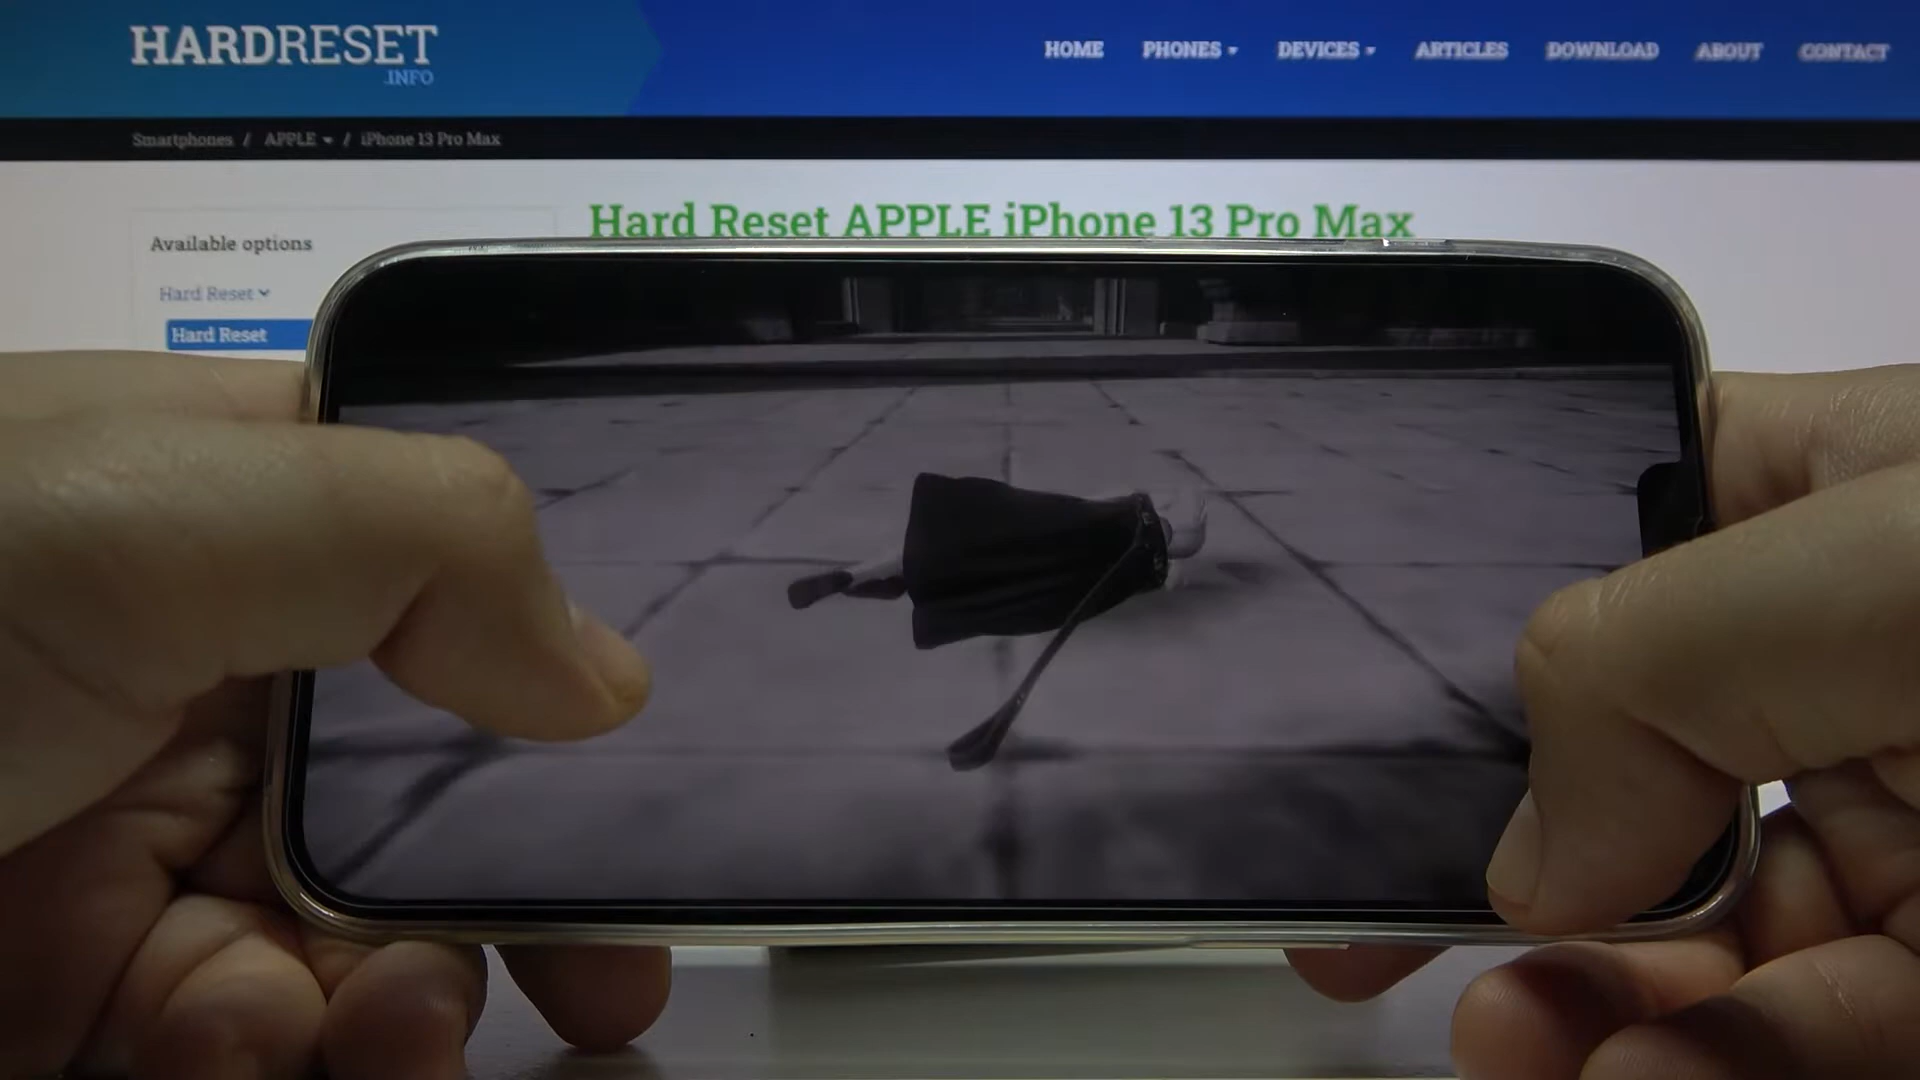 HARDRESET
.INFO
HOME PHONES DEVICES ARTICLES DOWNLOAD ABOUT CONTACT
Smartphones / APPLE / iPhone 13 Pro Max
Hard Reset APPLE iPhone 13 Pro Max
Available options
Hard Reset
Hard Reset